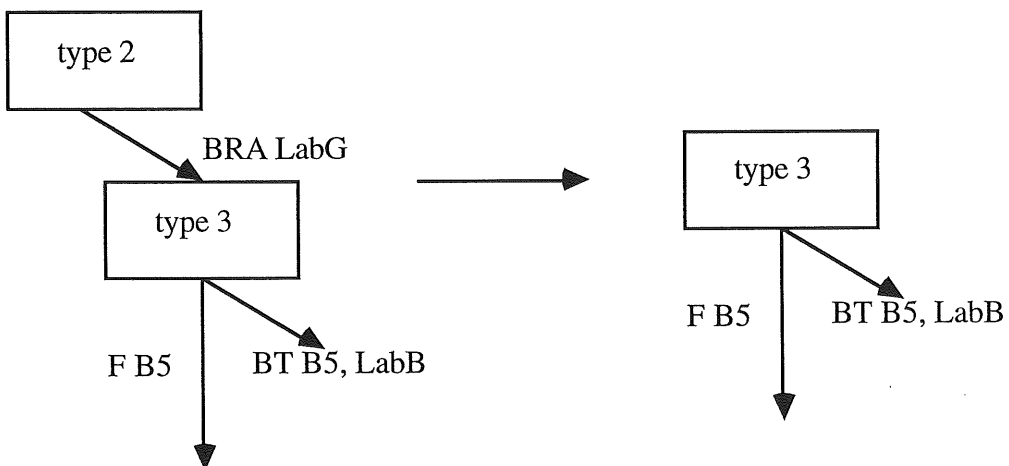 type 2
BRA LabG
type 3
F B5
BT B5, LabB
type 3
F B5
BT B5, LabB